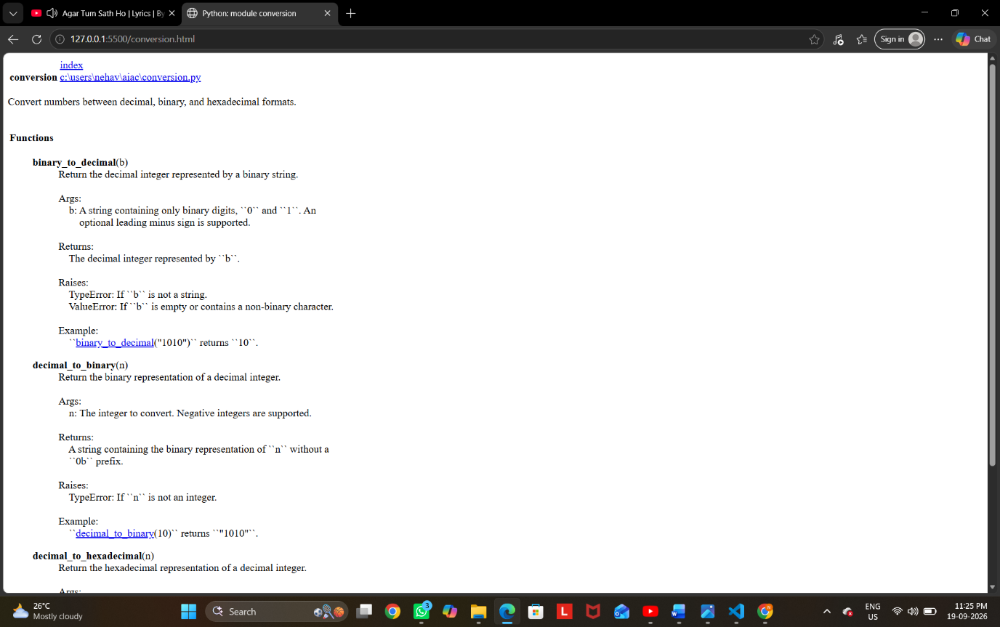 Agar Tum Sath Ho | Lyrics | By
Python: module conversion
127.0.0.1:5500/conversion.html
Sign in
Chat
index
conversion c:\users\nehav\aiac\conversion.py
Convert numbers between decimal, binary, and hexadecimal formats.
Functions
binary_to_decimal(b)
Return the decimal integer represented by a binary string.
Args:
b: A string containing only binary digits, ``0`` and ``1``. An
optional leading minus sign is supported.
Returns:
The decimal integer represented by ``b``.
Raises:
TypeError: If ``b`` is not a string.
ValueError: If ``b`` is empty or contains a non-binary character.
Example:
``binary_to_decimal("1010")`` returns ``10``.
decimal_to_binary(n)
Return the binary representation of a decimal integer.
Args:
n: The integer to convert. Negative integers are supported.
Returns:
A string containing the binary representation of ``n`` without a
``0b`` prefix.
Raises:
TypeError: If ``n`` is not an integer.
Example:
``decimal_to_binary(10)`` returns ``"1010"``.
decimal_to_hexadecimal(n)
Return the hexadecimal representation of a decimal integer.
Args:
26°C
Mostly cloudy
Search
3
L
W
N
ENG
US
11:25 PM
19-09-2026